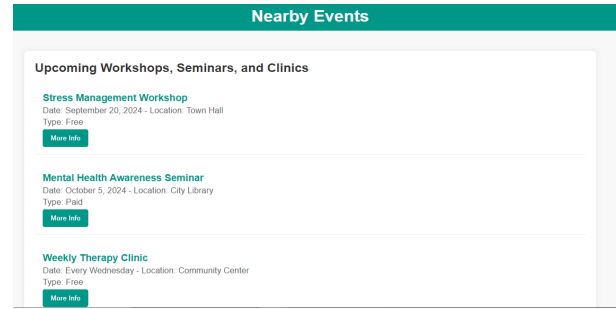 Nearby Events
Upcoming Workshops, Seminars, and Clinics
Stress Management Workshop
Date: September 20, 2024 - Location: Town Hall
Type: Free
More Info
Mental Health Awareness Seminar
Date: October 5, 2024 - Location: City Library
Type: Paid
More Info
Weekly Therapy Clinic
Date: Every Wednesday - Location: Community Center
Type: Free
More Info